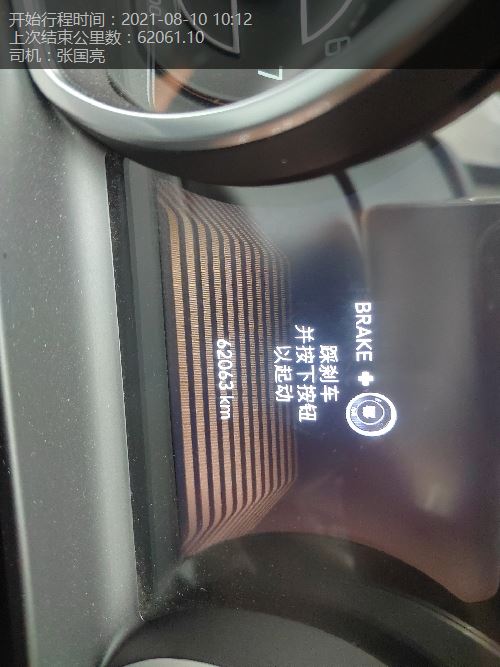 开始行程时间：2021-08-10 10:12
上次结束公里数：62061.10
司机：张国亮
BRAKE +
踩刹车
并按下按钮
以起动
62063 km